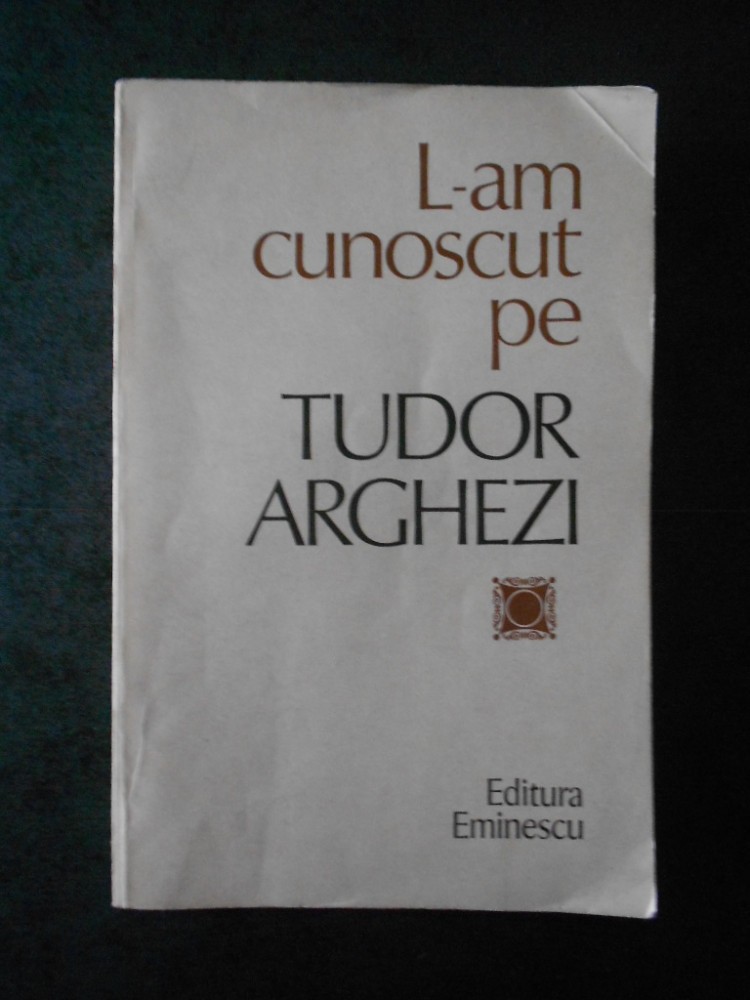 L-am
cunoscut
pe
TUDOR
ARGHEZI
Editura
Eminescu